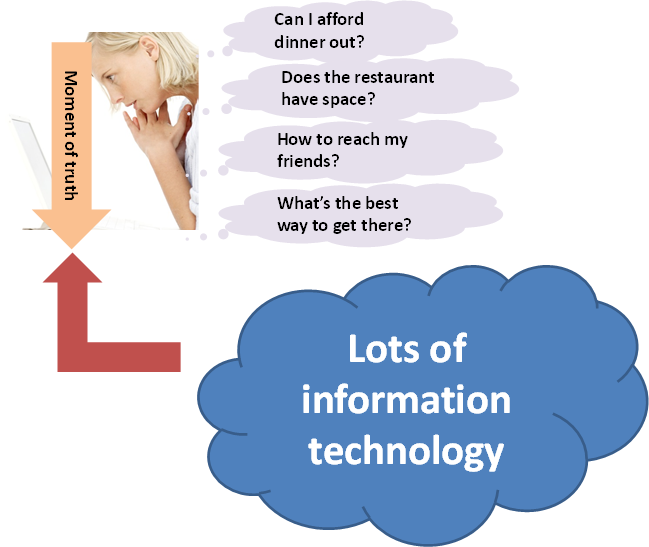 Can I afford
dinner out?
Does the restaurant
have space?
How to reach my
friends?
What's the best
way to get there?
Moment of truth
Lots of
information
technology